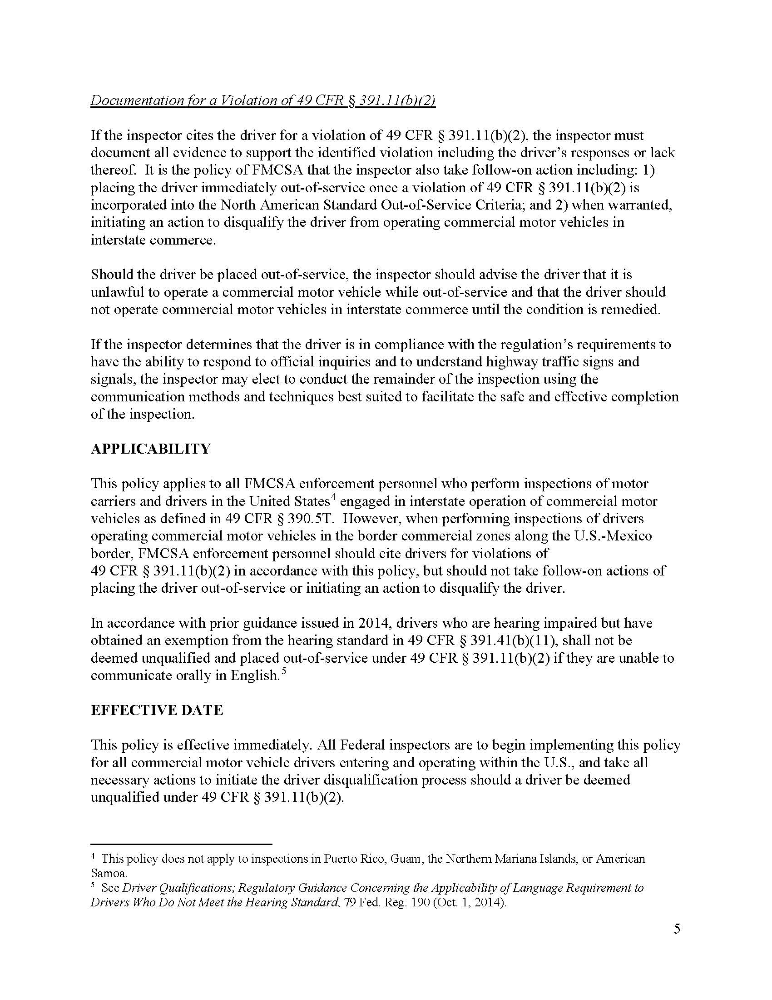 Documentation for a Violation of 49 CFR § 391.11(b)(2)
If the inspector cites the driver for a violation of 49 CFR § 391.11(b)(2), the inspector must
document all evidence to support the identified violation including the driver’s responses or lack
thereof.  It is the policy of FMCSA that the inspector also take follow-on action including: 1)
placing the driver immediately out-of-service once a violation of 49 CFR § 391.11(b)(2) is
incorporated into the North American Standard Out-of-Service Criteria; and 2) when warranted,
initiating an action to disqualify the driver from operating commercial motor vehicles in
interstate commerce.
Should the driver be placed out-of-service, the inspector should advise the driver that it is
unlawful to operate a commercial motor vehicle while out-of-service and that the driver should
not operate commercial motor vehicles in interstate commerce until the condition is remedied.
If the inspector determines that the driver is in compliance with the regulation’s requirements to
have the ability to respond to official inquiries and to understand highway traffic signs and
signals, the inspector may elect to conduct the remainder of the inspection using the
communication methods and techniques best suited to facilitate the safe and effective completion
of the inspection.
APPLICABILITY
This policy applies to all FMCSA enforcement personnel who perform inspections of motor
carriers and drivers in the United States⁴ engaged in interstate operation of commercial motor
vehicles as defined in 49 CFR § 390.5T.  However, when performing inspections of drivers
operating commercial motor vehicles in the border commercial zones along the U.S.-Mexico
border, FMCSA enforcement personnel should cite drivers for violations of
49 CFR § 391.11(b)(2) in accordance with this policy, but should not take follow-on actions of
placing the driver out-of-service or initiating an action to disqualify the driver.
In accordance with prior guidance issued in 2014, drivers who are hearing impaired but have
obtained an exemption from the hearing standard in 49 CFR § 391.41(b)(11), shall not be
deemed unqualified and placed out-of-service under 49 CFR § 391.11(b)(2) if they are unable to
communicate orally in English.⁵
EFFECTIVE DATE
This policy is effective immediately. All Federal inspectors are to begin implementing this policy
for all commercial motor vehicle drivers entering and operating within the U.S., and take all
necessary actions to initiate the driver disqualification process should a driver be deemed
unqualified under 49 CFR § 391.11(b)(2).
⁴  This policy does not apply to inspections in Puerto Rico, Guam, the Northern Mariana Islands, or American
Samoa.
⁵  See Driver Qualifications; Regulatory Guidance Concerning the Applicability of Language Requirement to
Drivers Who Do Not Meet the Hearing Standard, 79 Fed. Reg. 190 (Oct. 1, 2014).
5